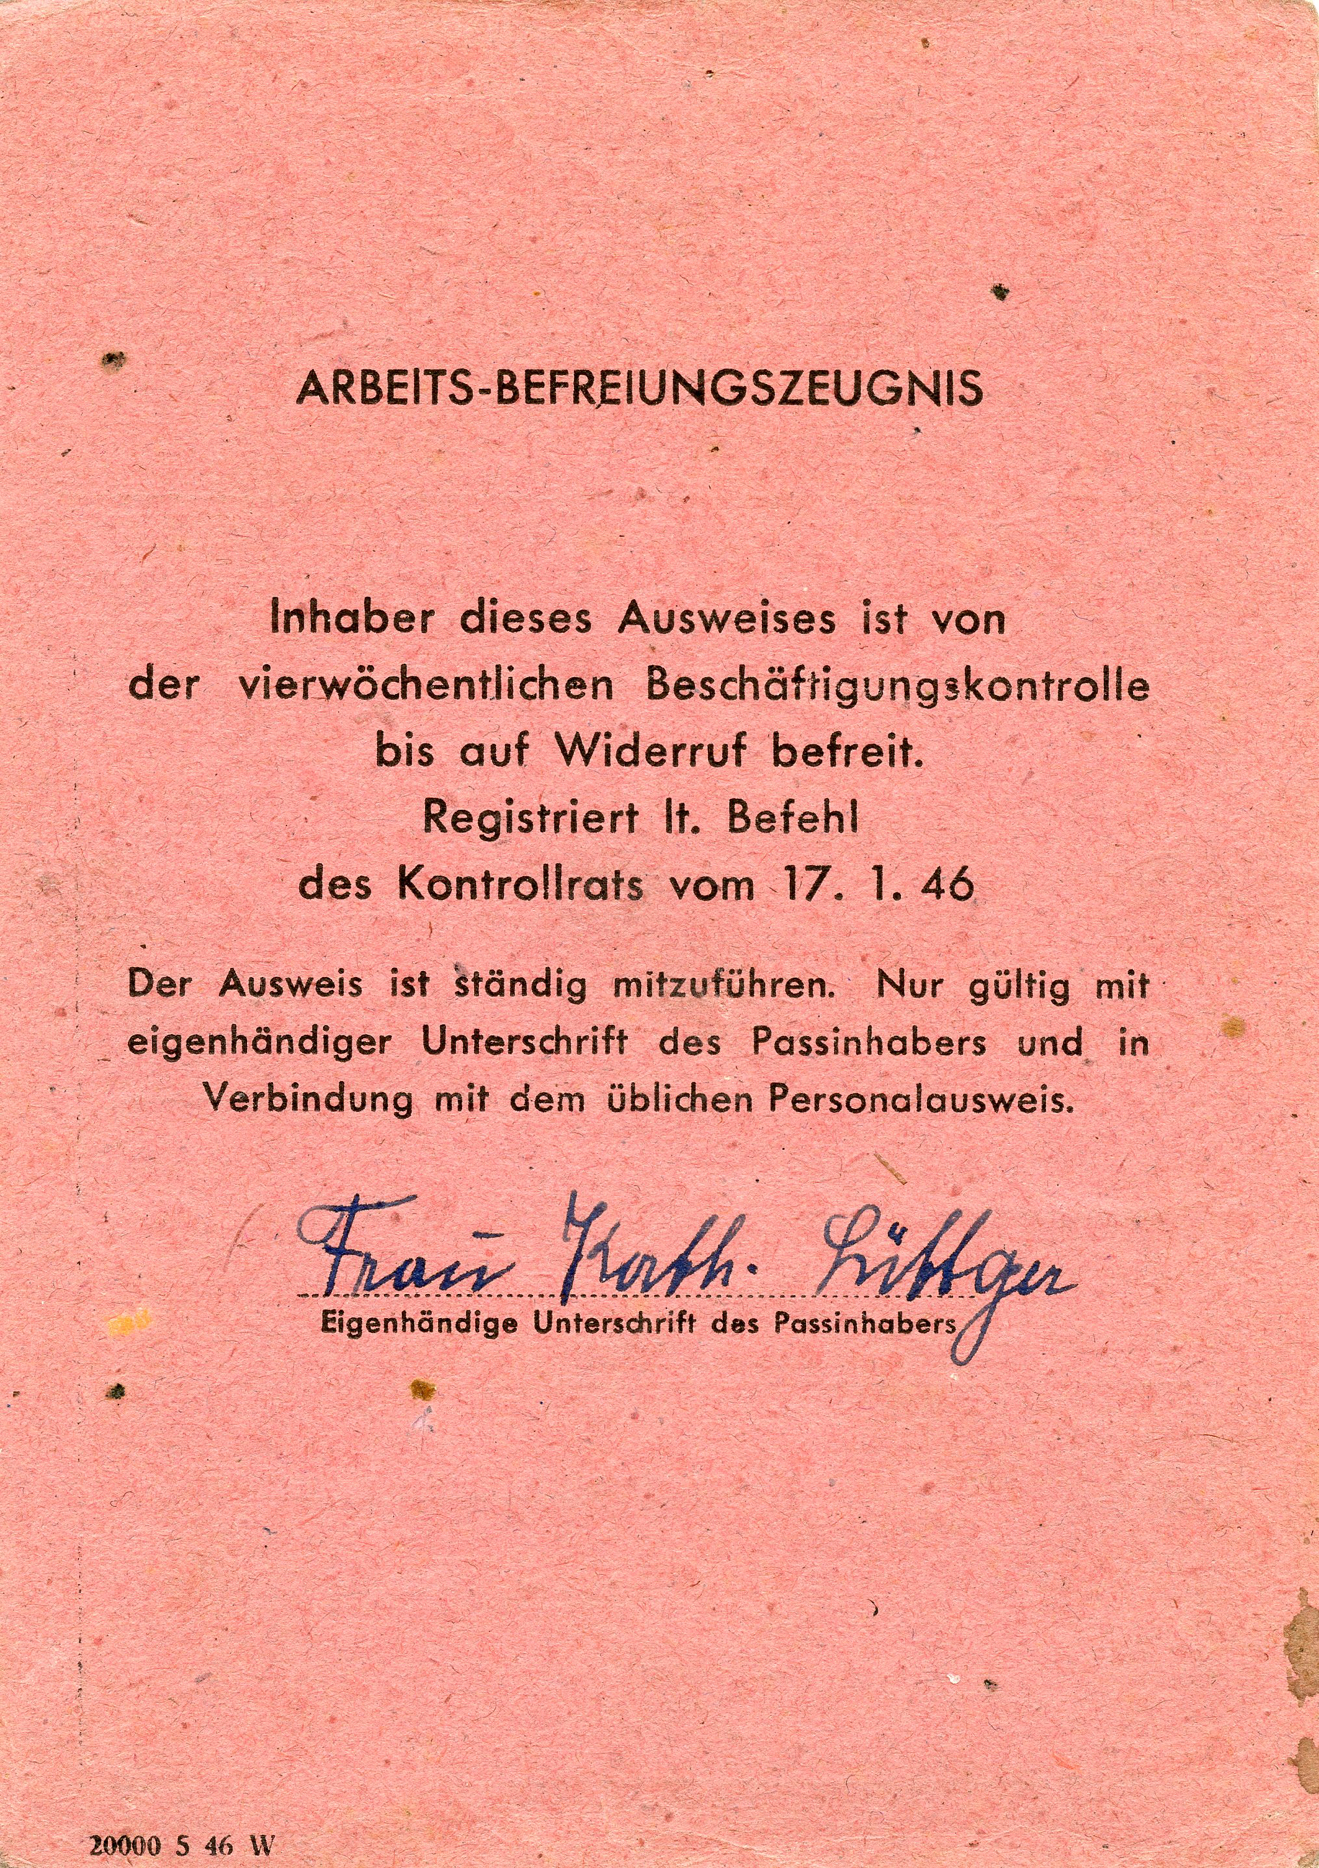 ARBEITS-BEFREIUNGSZEUGNIS
Inhaber dieses Ausweises ist von
der vierwöchentlichen Beschäftigungskontrolle
bis auf Widerruf befreit.
Registriert lt. Befehl
des Kontrollrats vom 17. 1. 46
Der Ausweis ist ständig mitzuführen. Nur gültig mit
eigenhändiger Unterschrift des Passinhabers und in
Verbindung mit dem üblichen Personalausweis.
Frau Kath. Lüttger
Eigenhändige Unterschrift des Passinhabers
20000 5 46 W